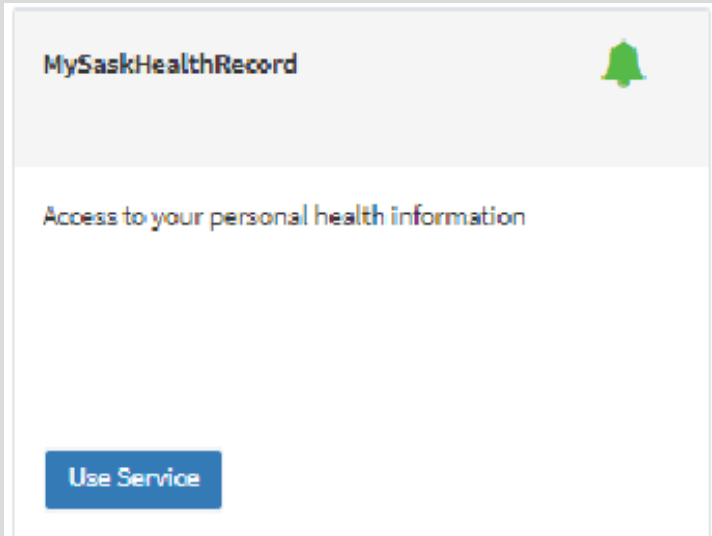 MySaskHealthRecord
Access to your personal health information
Use Service